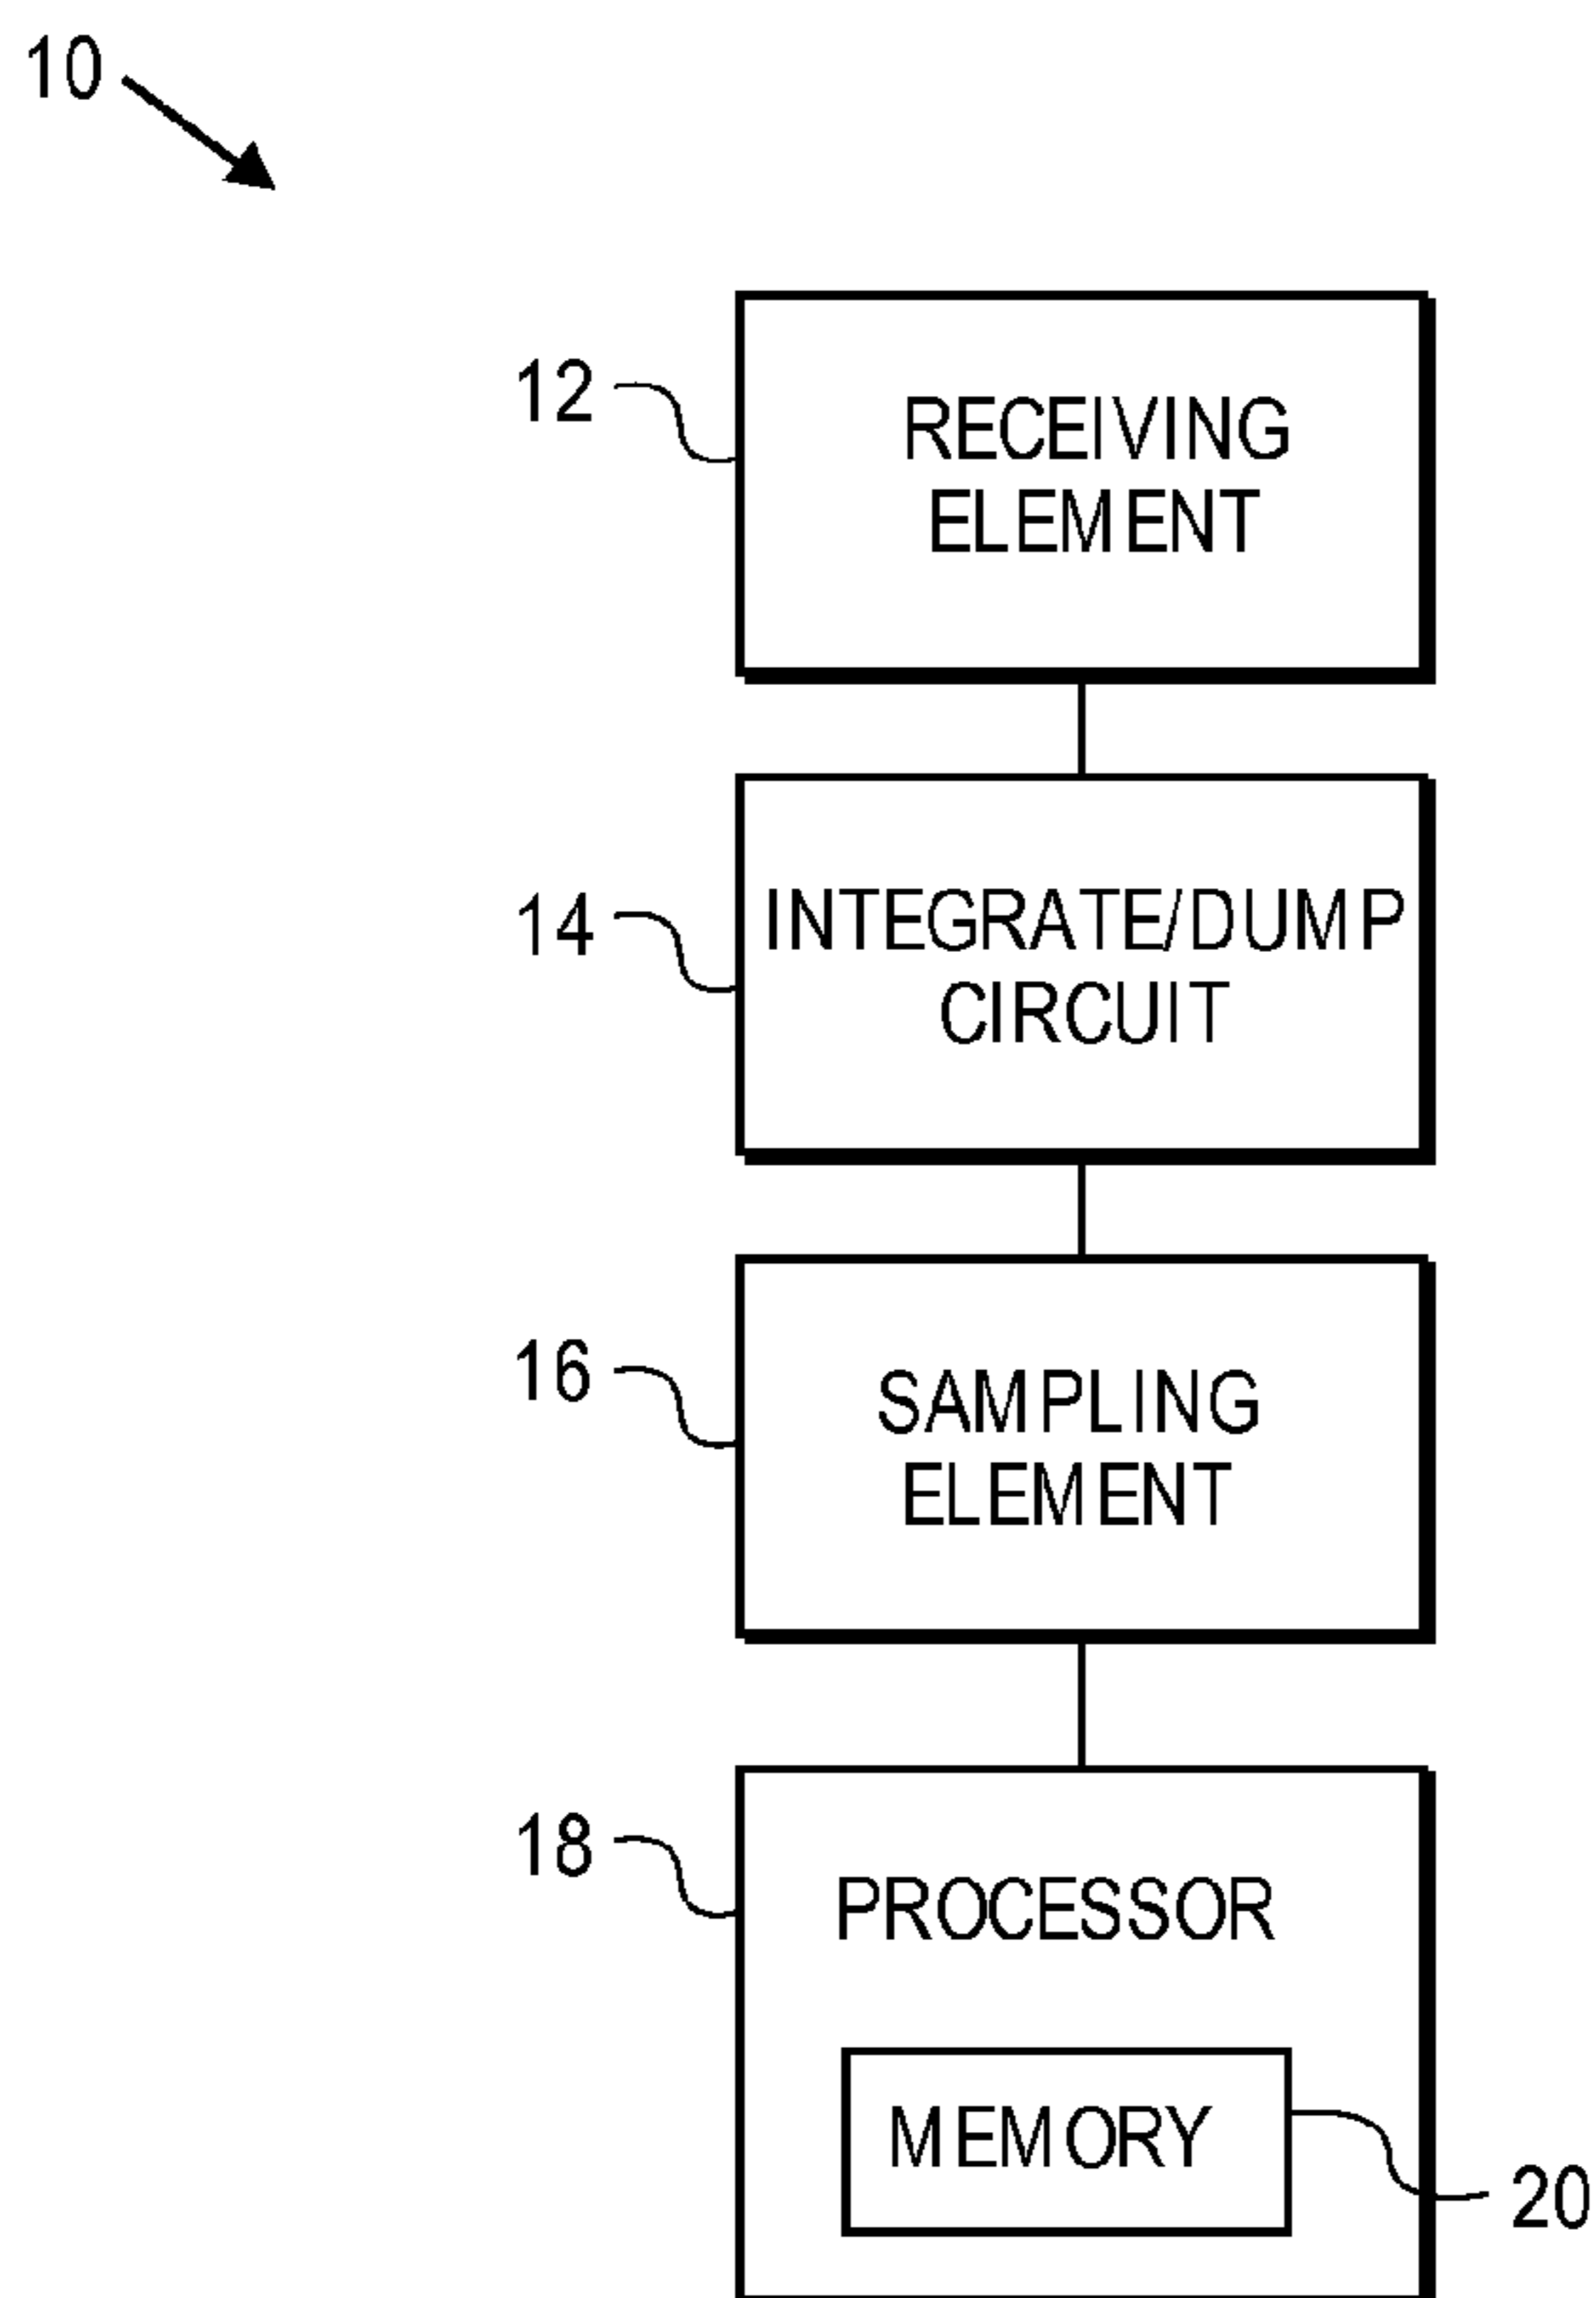 10
12
RECEIVING
ELEMENT
14
INTEGRATE/DUMP
CIRCUIT
16
SAMPLING
ELEMENT
18
PROCESSOR
MEMORY
20